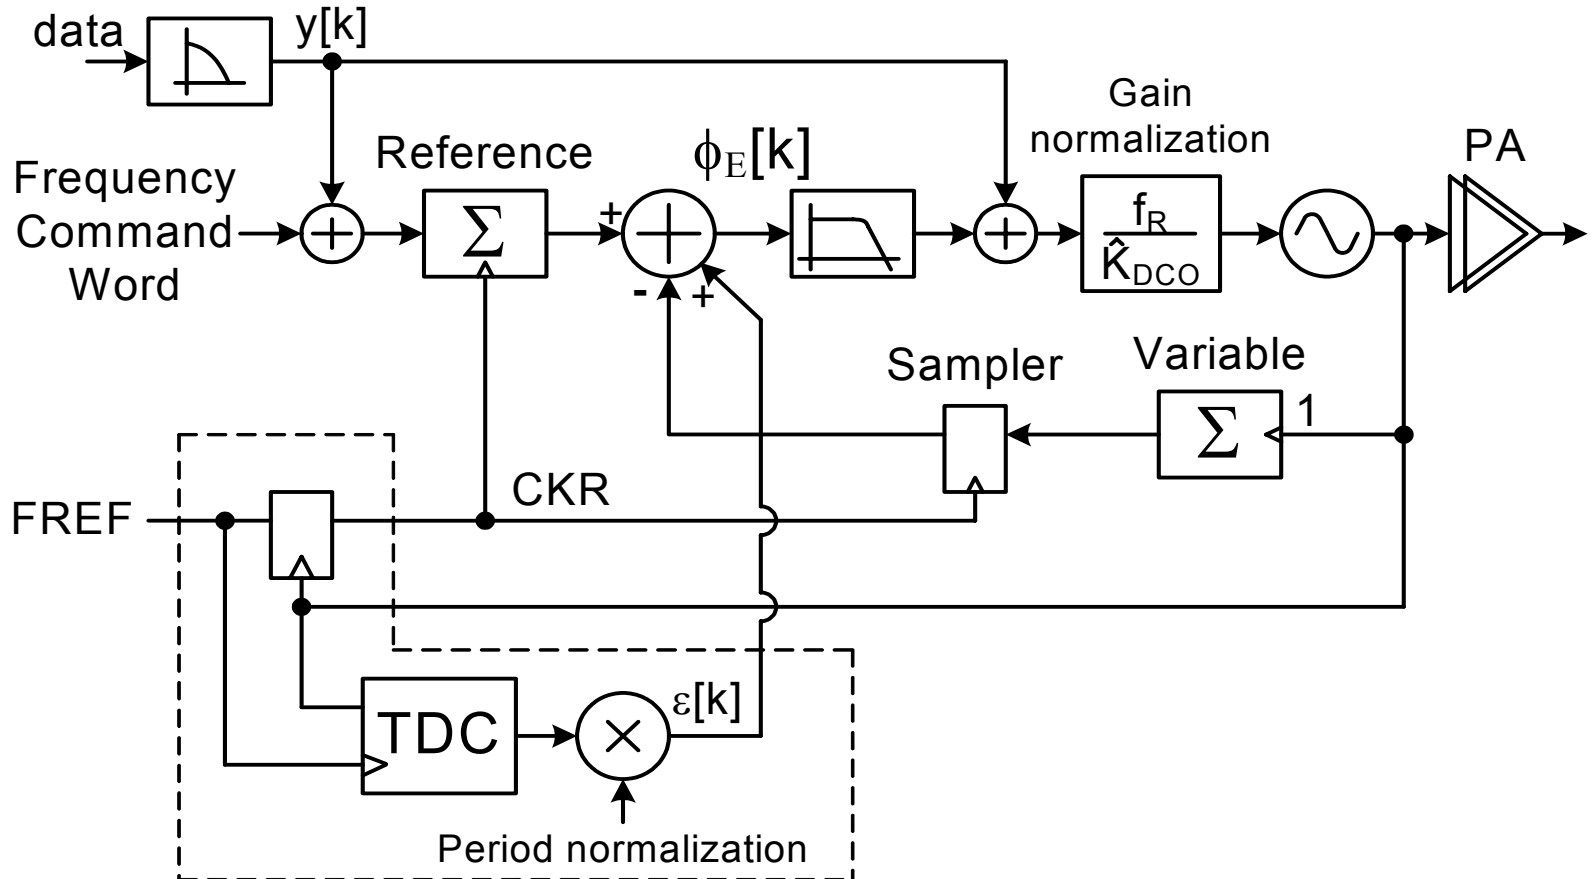 data
y[k]
Gain
normalization
Frequency
Command
Word
Reference
ϕE[k]
PA
Σ
+
+
-
fR
K̂DCO
Sampler
Variable
Σ
1
FREF
CKR
TDC
ε[k]
Period normalization